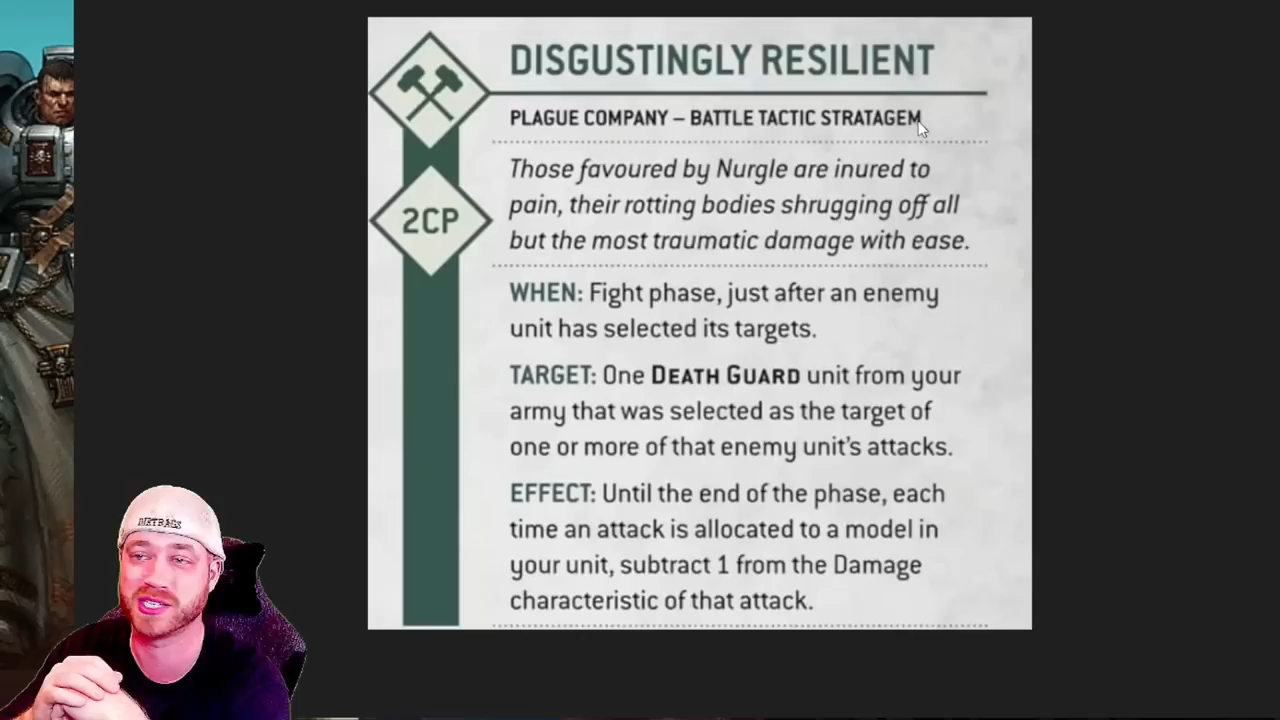 DISGUSTINGLY RESILIENT
PLAGUE COMPANY – BATTLE TACTIC STRATAGEM
Those favoured by Nurgle are inured to
pain, their rotting bodies shrugging off all
but the most traumatic damage with ease.
2CP
WHEN: Fight phase, just after an enemy
unit has selected its targets.
TARGET: One DEATH GUARD unit from your
army that was selected as the target of
one or more of that enemy unit's attacks.
EFFECT: Until the end of the phase, each
time an attack is allocated to a model in
your unit, subtract 1 from the Damage
characteristic of that attack.